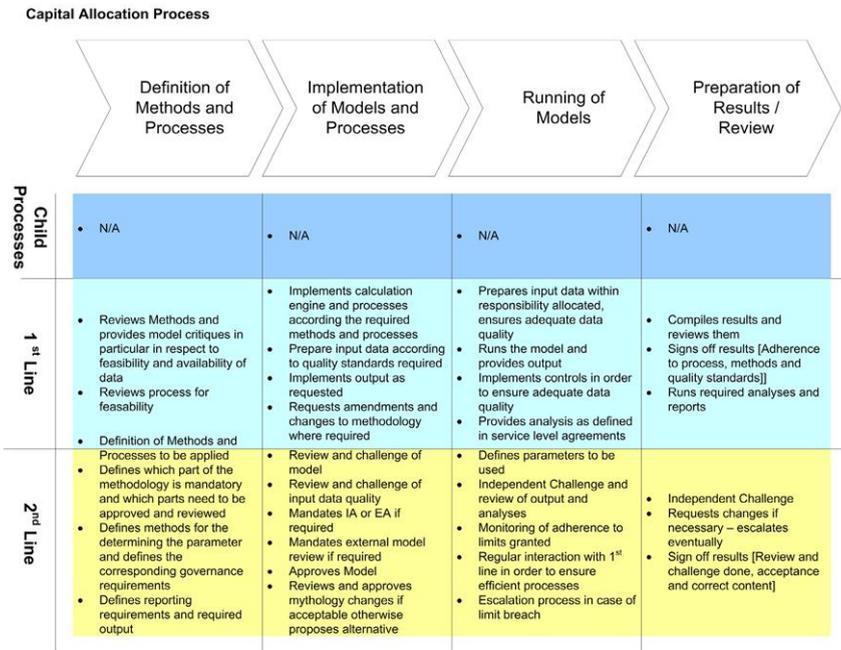 Capital Allocation Process
Definition of
Methods and
Processes
Implementation
of Models and
Processes
Running of
Models
Preparation of
Results /
Review
Child
Processes
• N/A
• N/A
• N/A
• N/A
1st Line
• Reviews Methods and
provides model critiques in
particular in respect to
feasibility and availability of
data
• Reviews process for
feasability
• Implements calculation
engine and processes
according the required
methods and processes
• Prepare input data according
to quality standards required
• Implements output as
requested
• Requests amendments and
changes to methodology
where required
• Prepares input data within
responsibility allocated,
ensures adequate data
quality
• Runs the model and
provides output
• Implements controls in order
to ensure adequate data
quality
• Provides analysis as defined
in service level agreements
• Compiles results and
reviews them
• Signs off results [Adherence
to process, methods and
quality standards]]
• Runs required analyses and
reports
2nd Line
• Definition of Methods and
Processes to be applied
• Defines which part of the
methodology is mandatory
and which parts need to be
approved and reviewed
• Defines methods for the
determining the parameter
and defines the
corresponding governance
requirements
• Defines reporting
requirements and required
output
• Review and challenge of
model
• Review and challenge of
input data quality
• Mandates IA or EA if
required
• Mandates external model
review if required
• Approves Model
• Reviews and approves
mythology changes if
acceptable otherwise
proposes alternative
• Defines parameters to be
used
• Independent Challenge and
review of output and
analyses
• Monitoring of adherence to
limits granted
• Regular interaction with 1st
line in order to ensure
efficient processes
• Escalation process in case of
limit breach
• Independent Challenge
• Requests changes if
necessary – escalates
eventually
• Sign off results [Review and
challenge done, acceptance
and correct content]